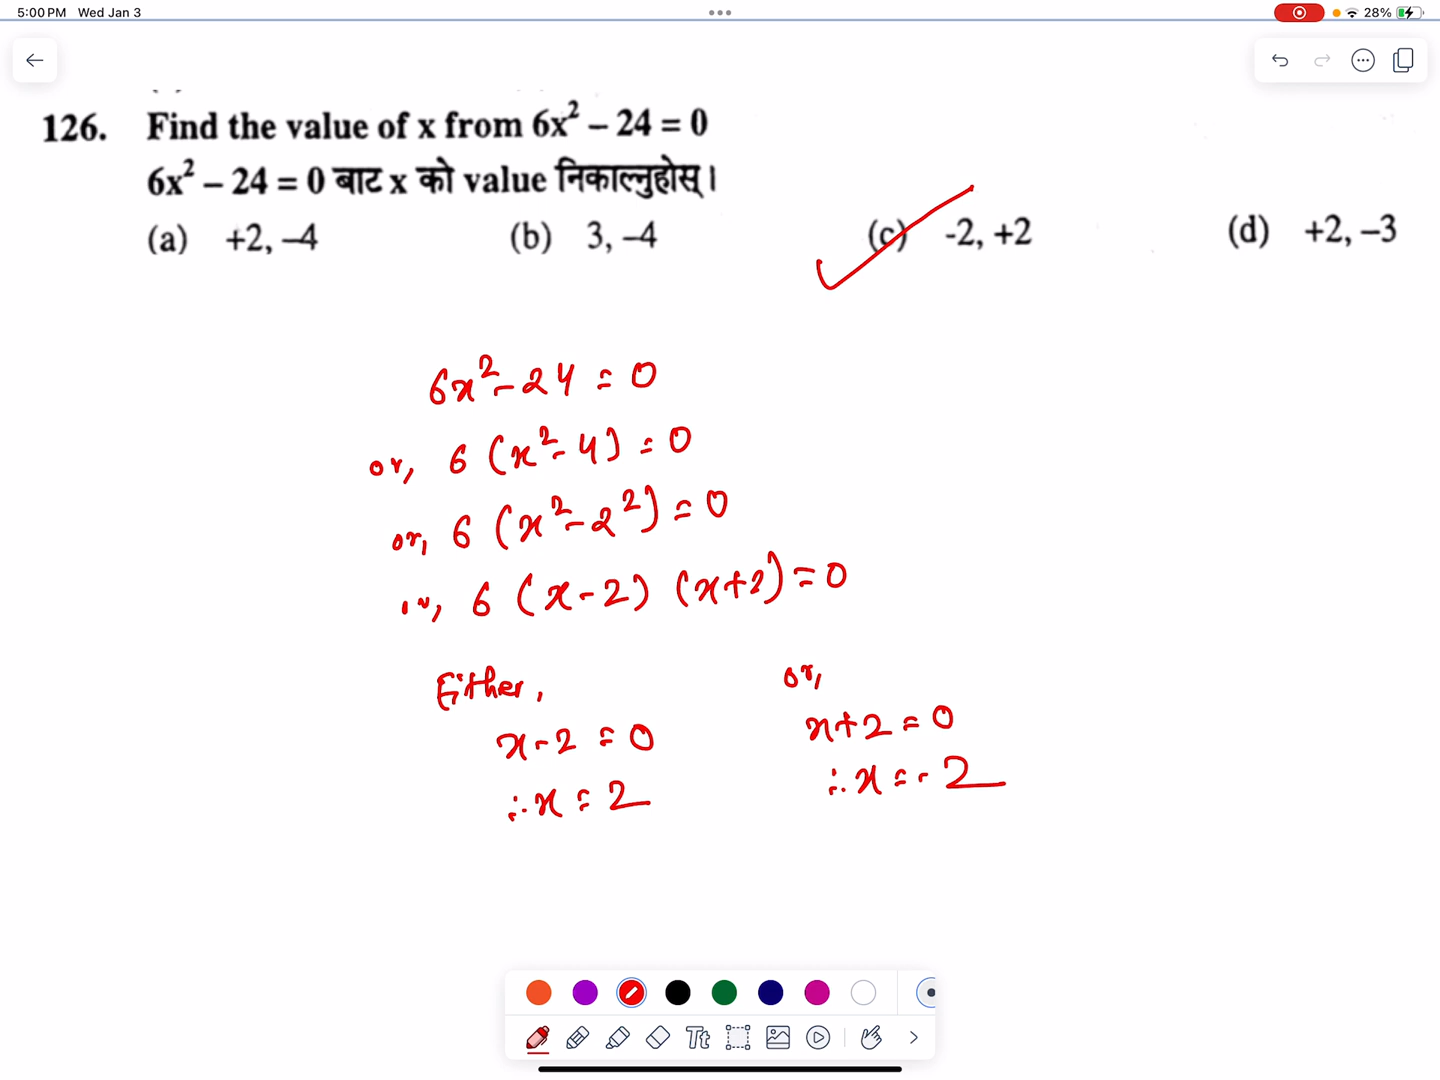 5:00 PM Wed Jan 3
28%
126. Find the value of x from 6x² – 24 = 0
6x² – 24 = 0 बाट x को value निकाल्नुहोस् ।
(a) +2, –4 (b) 3, –4 (c) -2, +2 (d) +2, –3
6x² - 24 = 0
or, 6 (x² - 4) = 0
or, 6 (x² - 2²) = 0
or, 6 (x - 2) (x + 2) = 0
Either, or,
x - 2 = 0 x + 2 = 0
∴ x = 2 ∴ x = - 2
Tt